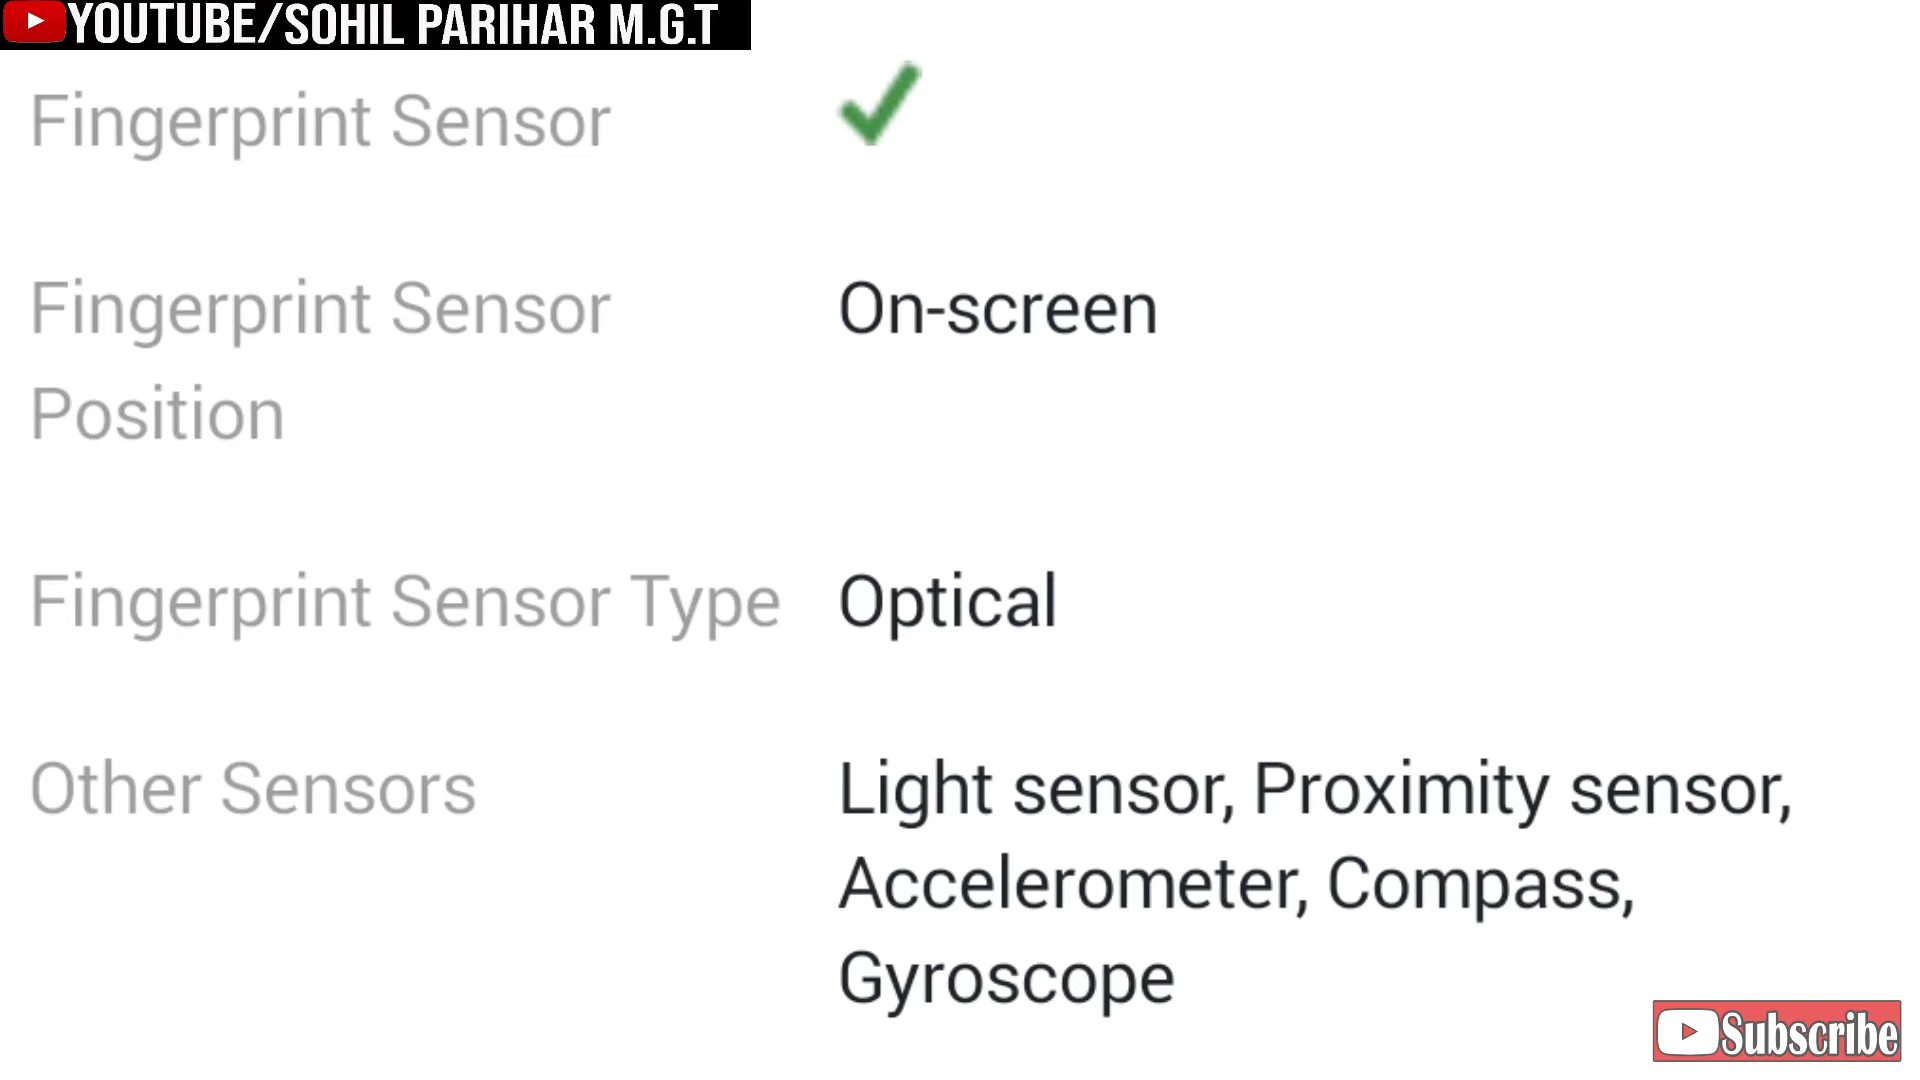 YOUTUBE/SOHIL PARIHAR M.G.T
Fingerprint Sensor
Fingerprint Sensor Position
On-screen
Fingerprint Sensor Type
Optical
Other Sensors
Light sensor, Proximity sensor,
Accelerometer, Compass,
Gyroscope
Subscribe